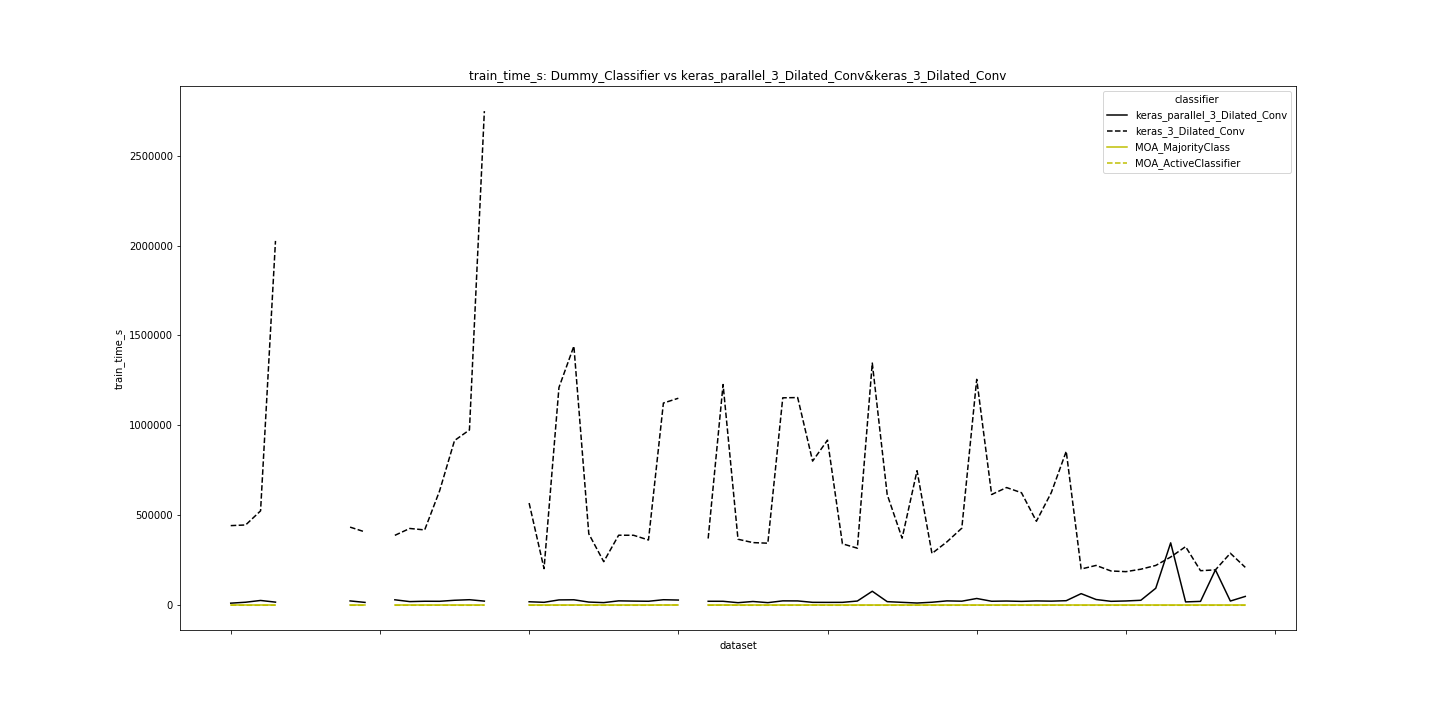 train_time_s: Dummy_Classifier vs keras_parallel_3_Dilated_Conv&keras_3_Dilated_Conv
classifier
keras_parallel_3_Dilated_Conv
keras_3_Dilated_Conv
MOA_MajorityClass
MOA_ActiveClassifier
2500000
2000000
1500000
1000000
500000
0
train_time_s
dataset